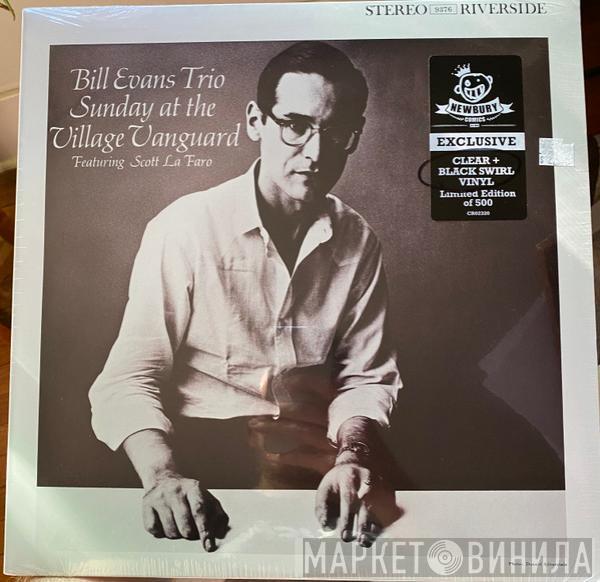 STEREO 9376 RIVERSIDE
Bill Evans Trio
Sunday at the
Village Vanguard
Featuring Scott La Faro
NEWBURY
COMICS
EXCLUSIVE
CLEAR +
BLACK SWIRL
VINYL
Limited Edition
of 500
CR02320
МАРКЕТ ВИНИЛА